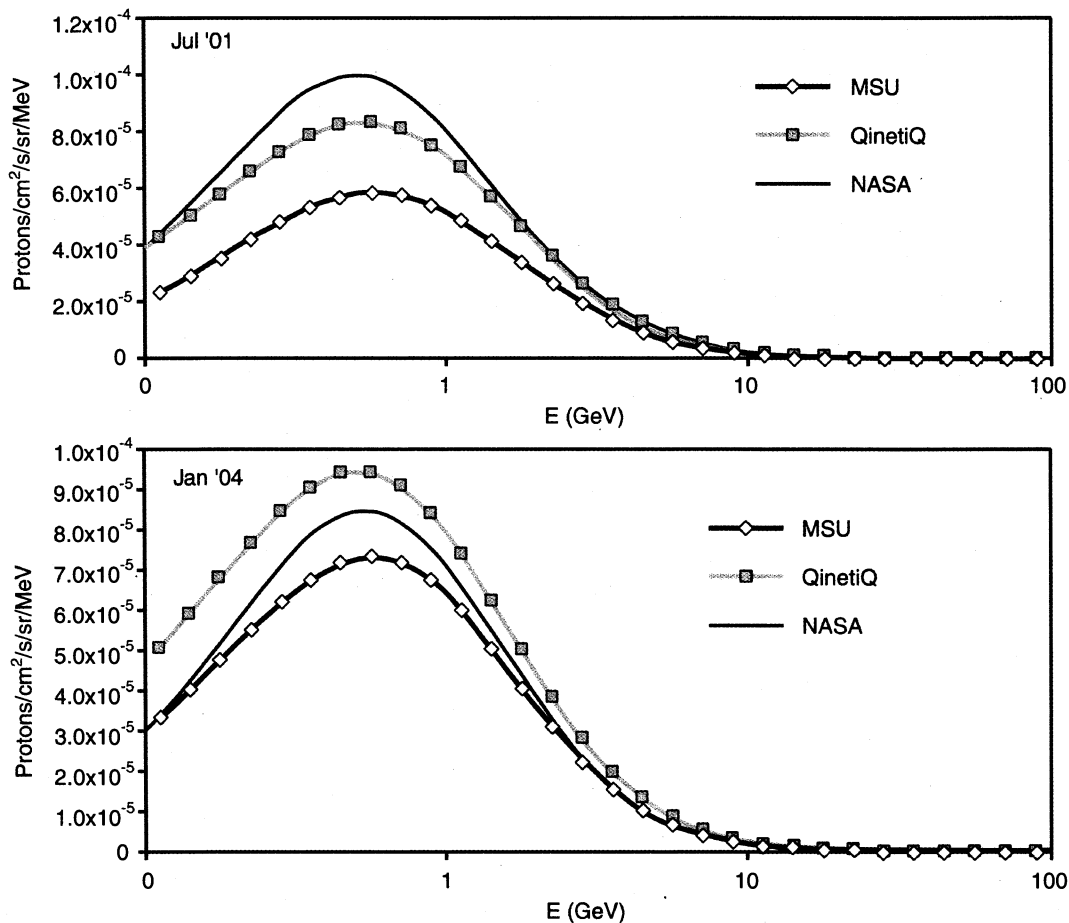 Jul '01
Protons/cm²/s/sr/MeV
1.2x10⁻⁴
1.0x10⁻⁴
8.0x10⁻⁵
6.0x10⁻⁵
4.0x10⁻⁵
2.0x10⁻⁵
0
MSU
QinetiQ
NASA
0 1 10 100
E (GeV)
Jan '04
Protons/cm²/s/sr/MeV
1.0x10⁻⁴
9.0x10⁻⁵
8.0x10⁻⁵
7.0x10⁻⁵
6.0x10⁻⁵
5.0x10⁻⁵
4.0x10⁻⁵
3.0x10⁻⁵
2.0x10⁻⁵
1.0x10⁻⁵
0
MSU
QinetiQ
NASA
0 1 10 100
E (GeV)